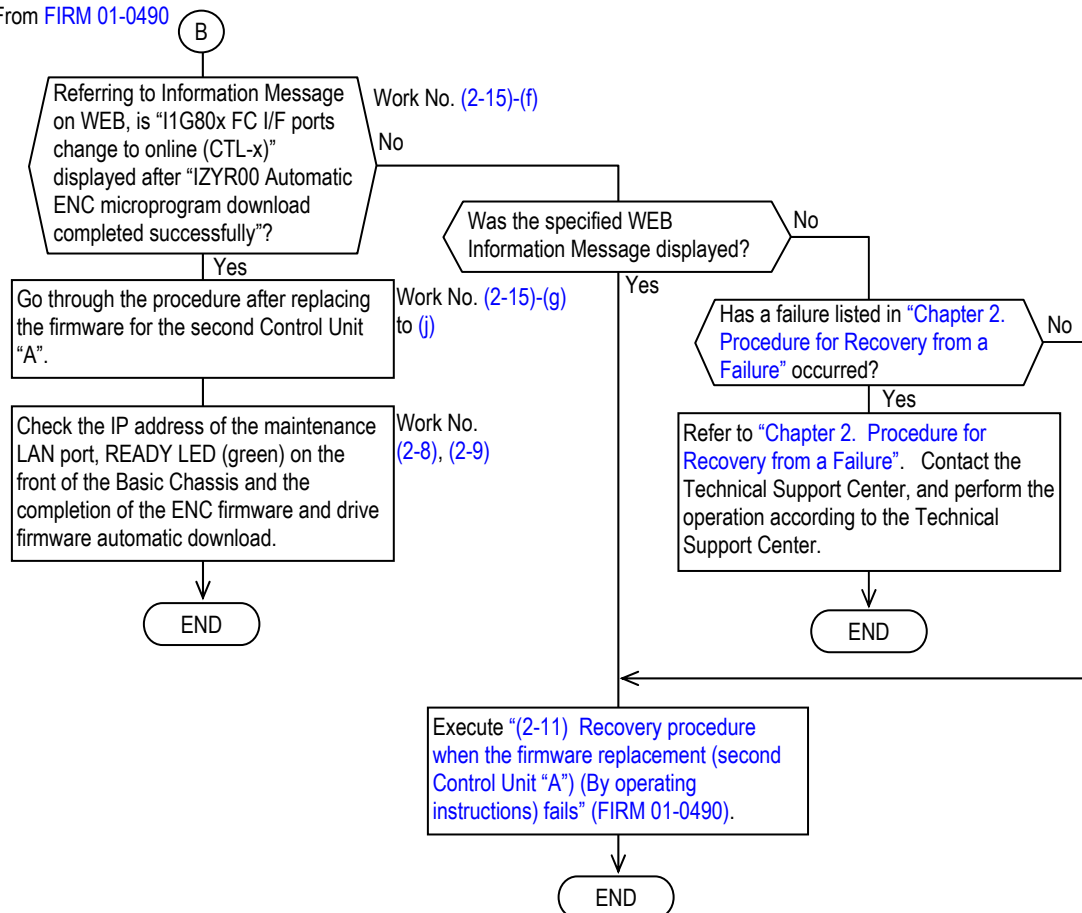 From FIRM 01-0490
B
Referring to Information Message
on WEB, is “I1G80x FC I/F ports
change to online (CTL-x)”
displayed after “IZYR00 Automatic
ENC microprogram download
completed successfully”?
Work No. (2-15)-(f)
No
Yes
Go through the procedure after replacing
the firmware for the second Control Unit
“A”.
Work No. (2-15)-(g)
to (j)
Check the IP address of the maintenance
LAN port, READY LED (green) on the
front of the Basic Chassis and the
completion of the ENC firmware and drive
firmware automatic download.
Work No.
(2-8), (2-9)
END
Was the specified WEB
Information Message displayed?
No
Yes
Has a failure listed in “Chapter 2.
Procedure for Recovery from a
Failure” occurred?
No
Yes
Refer to “Chapter 2. Procedure for
Recovery from a Failure”. Contact the
Technical Support Center, and perform the
operation according to the Technical
Support Center.
END
Execute “(2-11) Recovery procedure
when the firmware replacement (second
Control Unit “A”) (By operating
instructions) fails” (FIRM 01-0490).
END